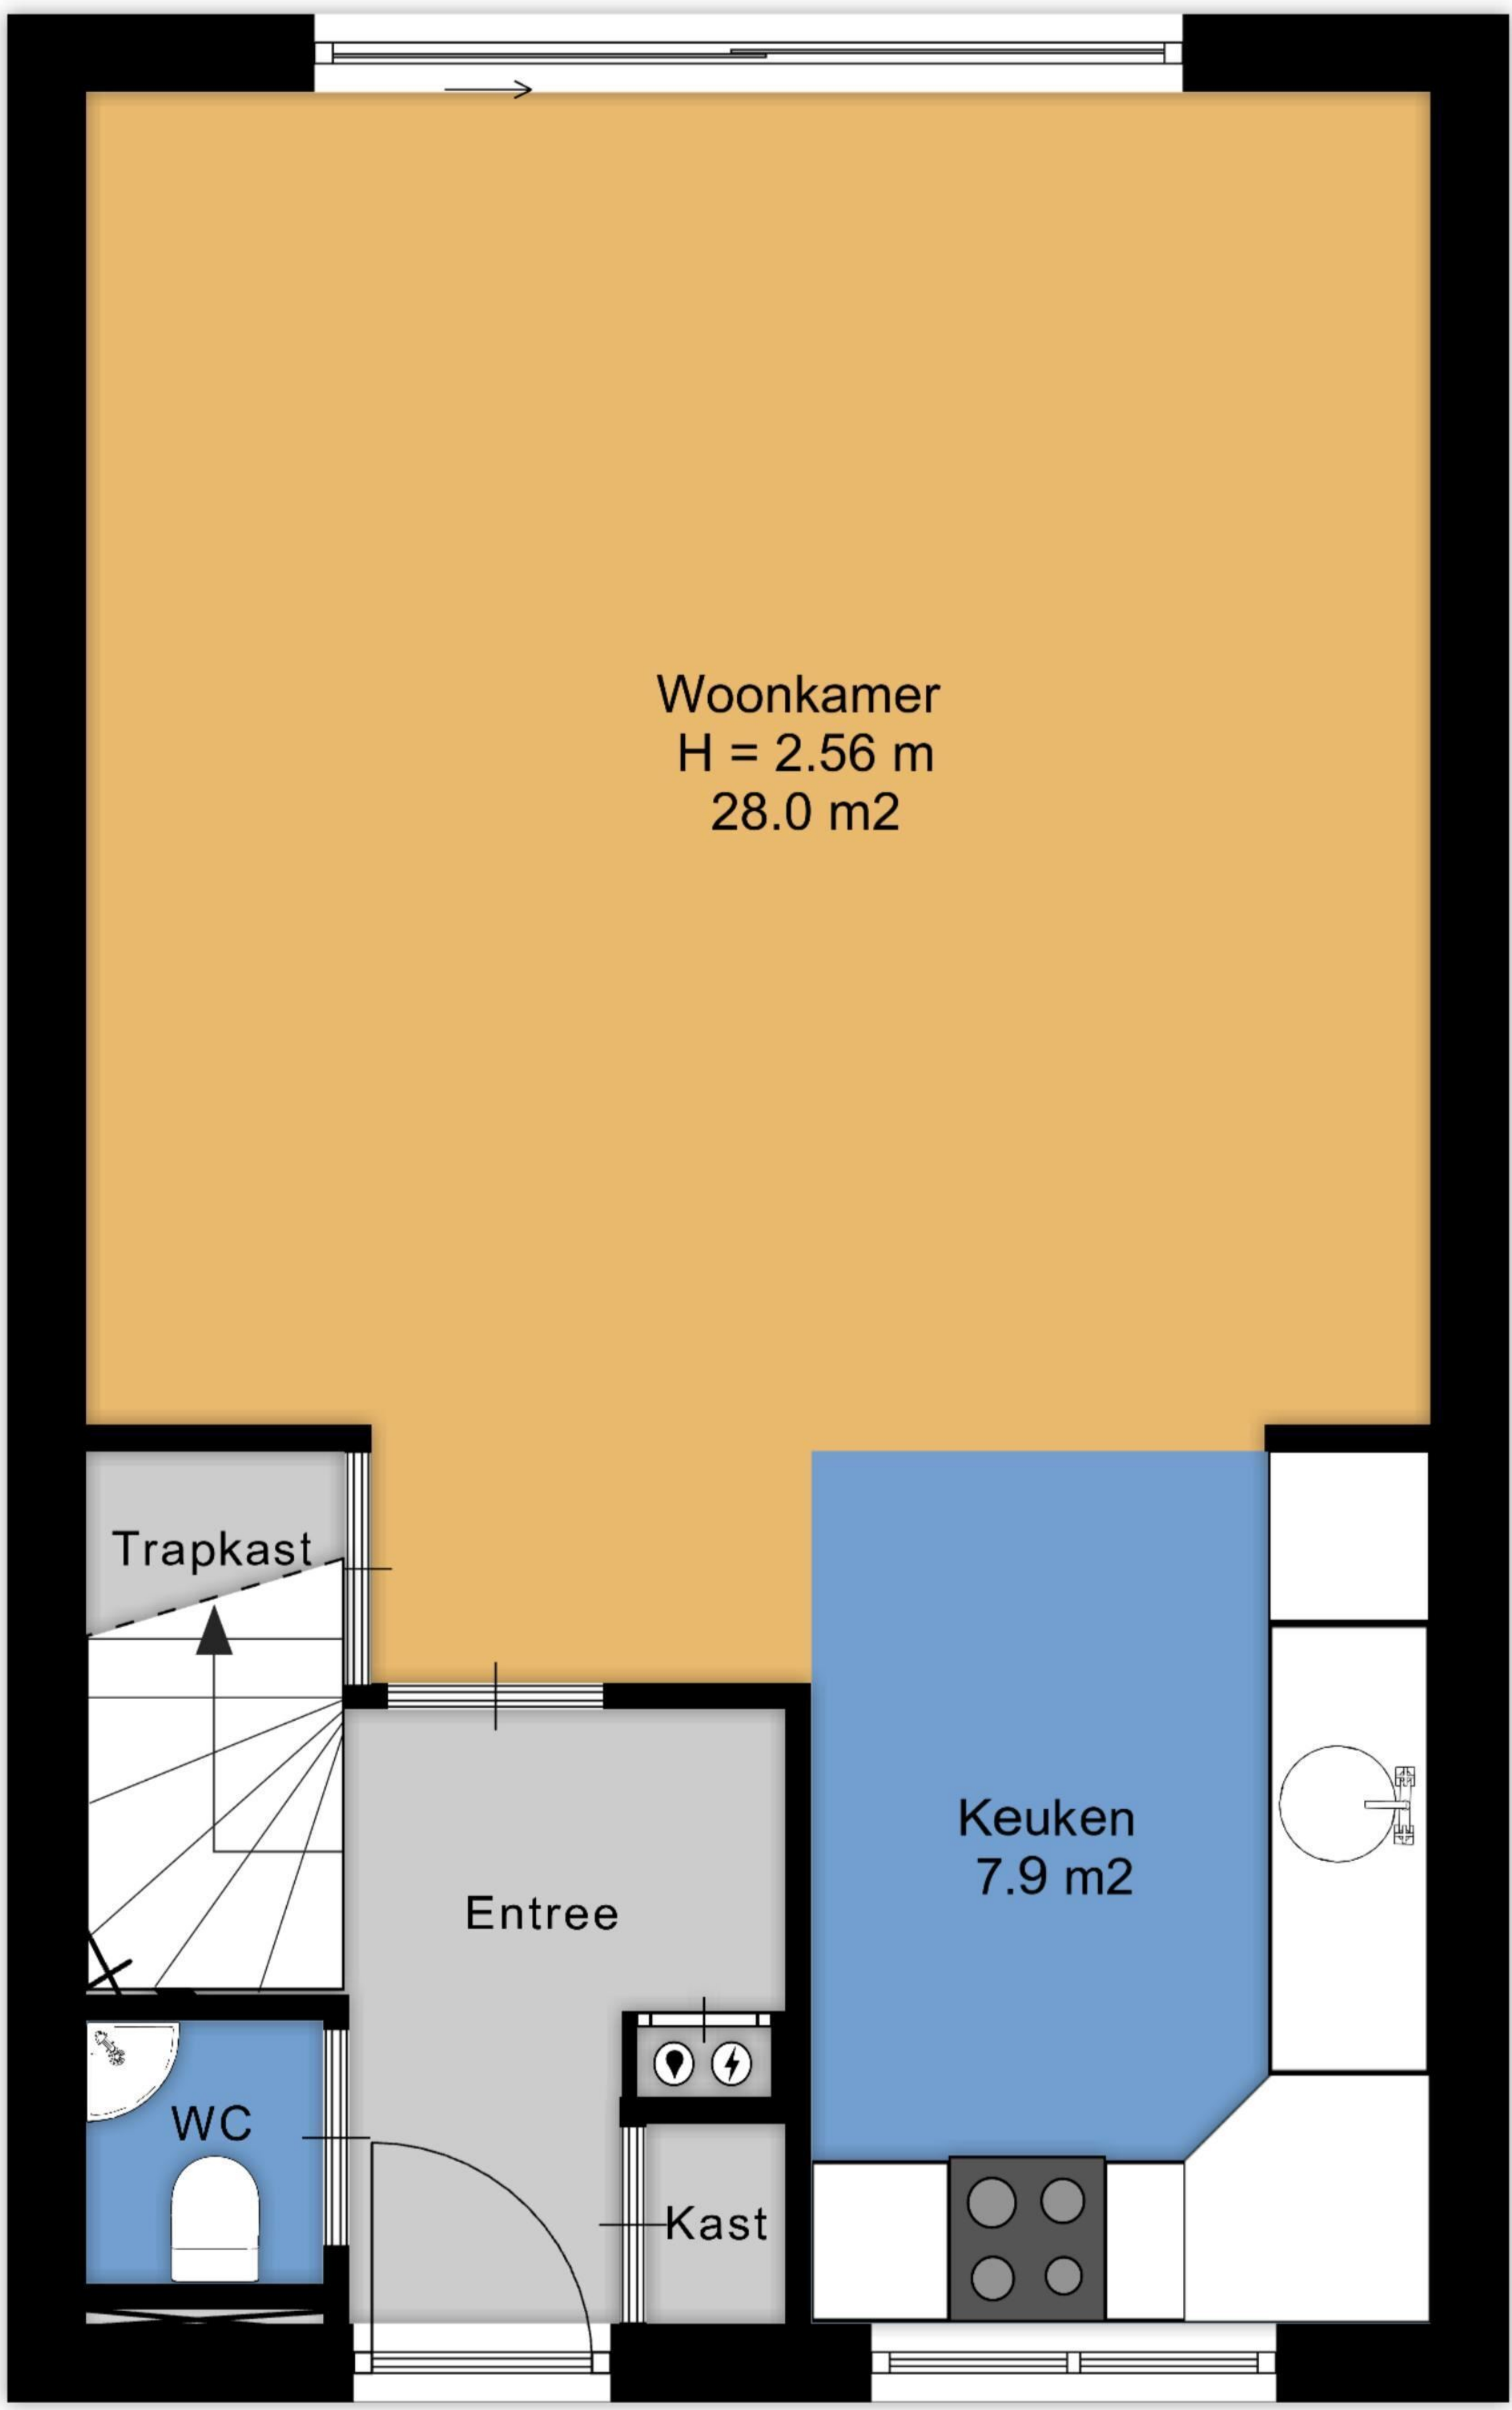 Woonkamer
H = 2.56 m
28.0 m2
Trapkast
Keuken
7.9 m2
Entree
WC
Kast